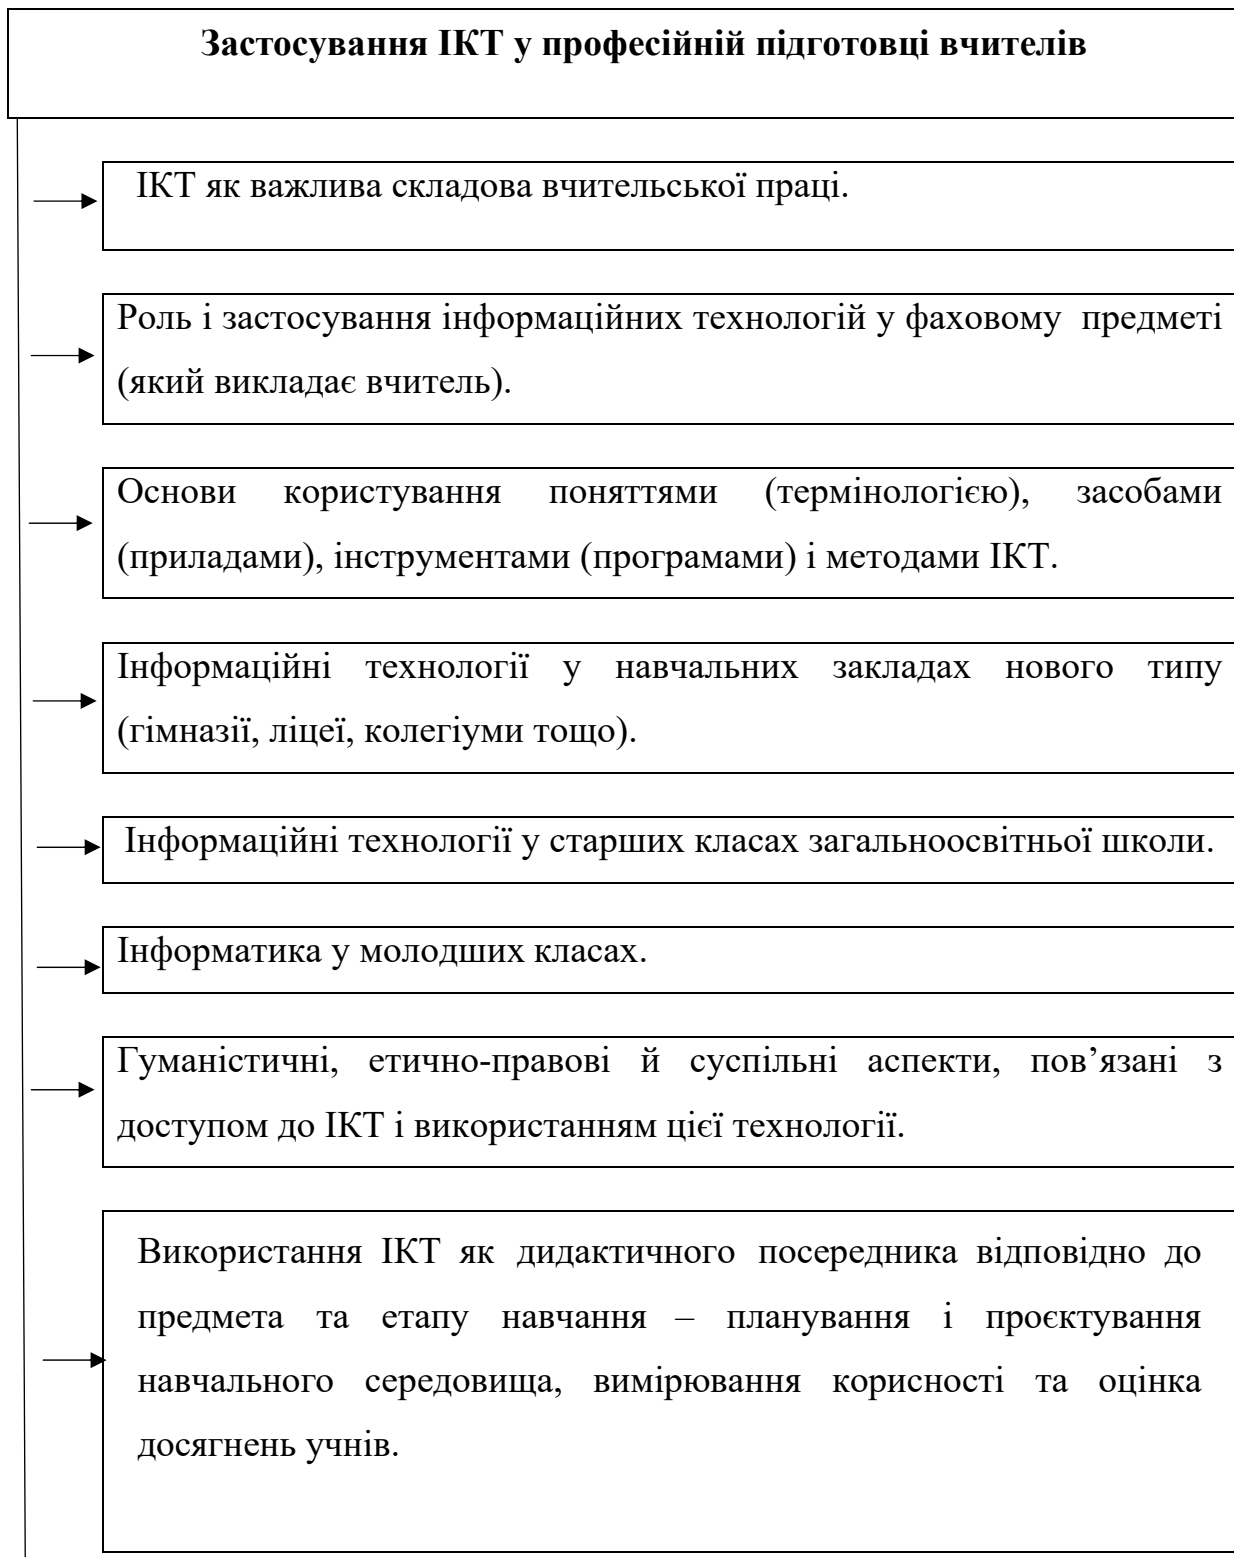 Застосування ІКТ у професійній підготовці вчителів
ІКТ як важлива складова вчительської праці.
Роль і застосування інформаційних технологій у фаховому предметі
(який викладає вчитель).
Основи користування поняттями (термінологією), засобами
(приладами), інструментами (програмами) і методами ІКТ.
Інформаційні технології у навчальних закладах нового типу
(гімназії, ліцеї, колегіуми тощо).
Інформаційні технології у старших класах загальноосвітньої школи.
Інформатика у молодших класах.
Гуманістичні, етично-правові й суспільні аспекти, пов’язані з
доступом до ІКТ і використанням цієї технології.
Використання ІКТ як дидактичного посередника відповідно до
предмета та етапу навчання – планування і проєктування
навчального середовища, вимірювання корисності та оцінка
досягнень учнів.